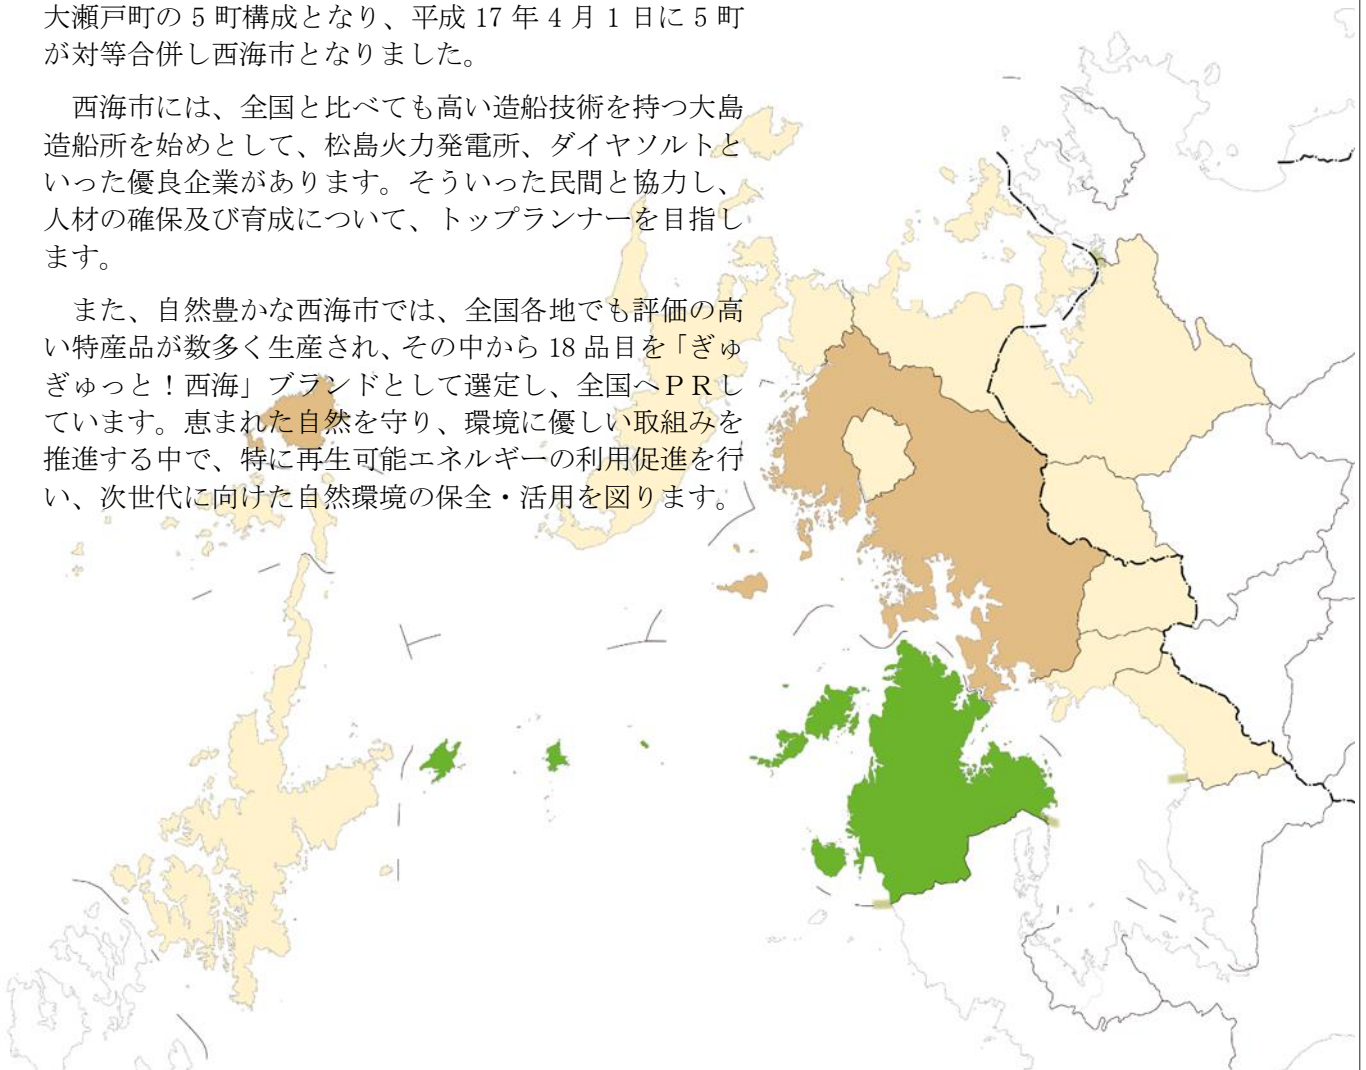 大瀬戸町の 5 町構成となり、平成 17 年 4 月 1 日に 5 町
が対等合併し西海市となりました。
西海市には、全国と比べても高い造船技術を持つ大島
造船所を始めとして、松島火力発電所、ダイヤソルトと
いった優良企業があります。そういった民間と協力し、
人材の確保及び育成について、トップランナーを目指し
ます。
また、自然豊かな西海市では、全国各地でも評価の高
い特産品が数多く生産され、その中から 18 品目を「ぎゅ
ぎゅっと！西海」ブランドとして選定し、全国へＰＲし
ています。恵まれた自然を守り、環境に優しい取組みを
推進する中で、特に再生可能エネルギーの利用促進を行
い、次世代に向けた自然環境の保全・活用を図ります。